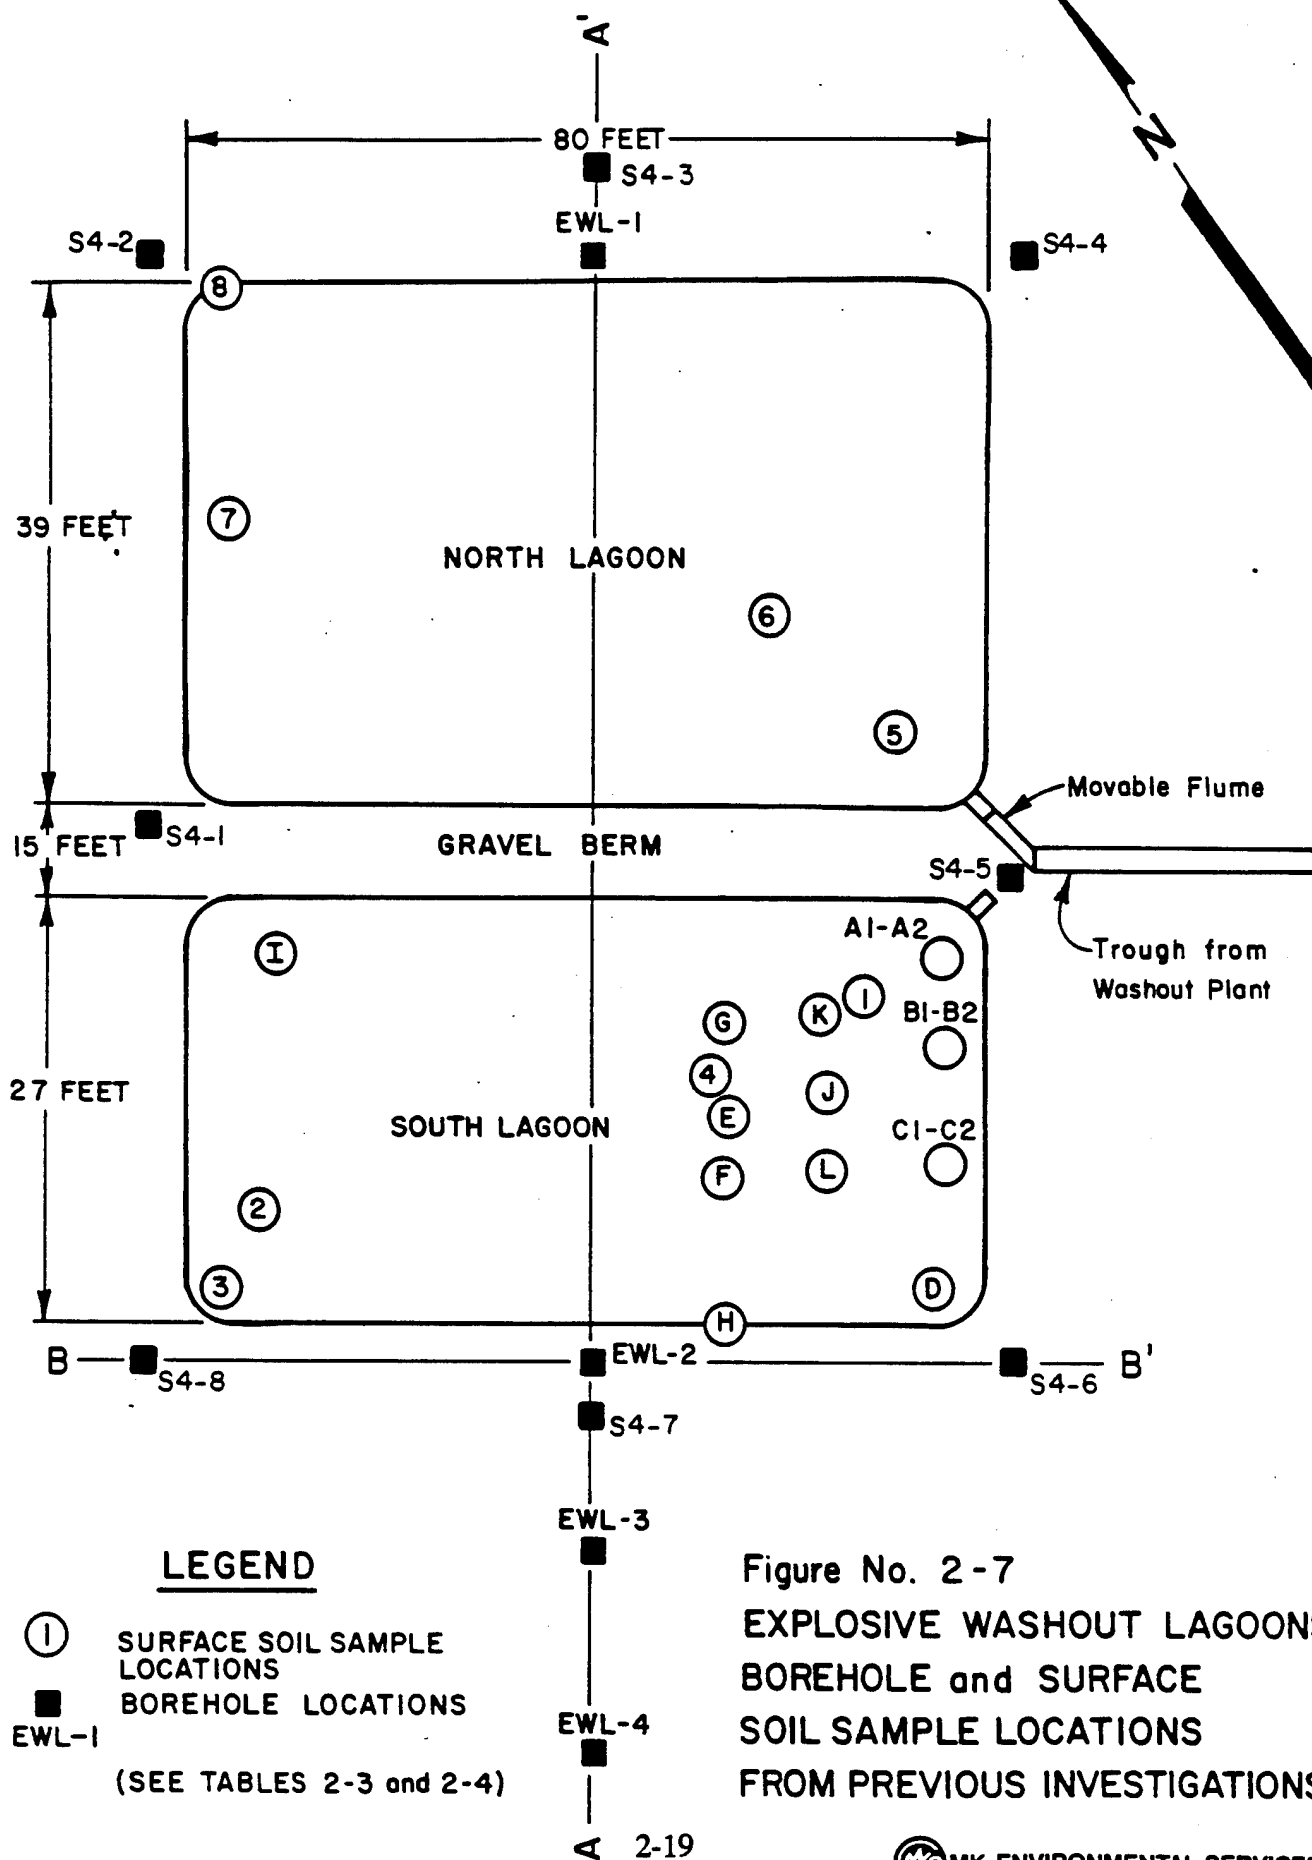 A'
N
80 FEET
S4-3
EWL-1
S4-2
S4-4
8
39 FEET
7
NORTH LAGOON
6
5
Movable Flume
S4-1
15 FEET
GRAVEL BERM
S4-5
A1-A2
I
Trough from
Washout Plant
G
K
1
B1-B2
4
J
27 FEET
E
SOUTH LAGOON
C1-C2
F
L
2
3
D
H
B
EWL-2
B'
S4-8
S4-6
S4-7
EWL-3
LEGEND
1 SURFACE SOIL SAMPLE
LOCATIONS
BOREHOLE LOCATIONS
EWL-1
(SEE TABLES 2-3 and 2-4)
EWL-4
A
Figure No. 2-7
EXPLOSIVE WASHOUT LAGOONS
BOREHOLE and SURFACE
SOIL SAMPLE LOCATIONS
FROM PREVIOUS INVESTIGATIONS
2-19
MK ENVIRONMENTAL SERVICES